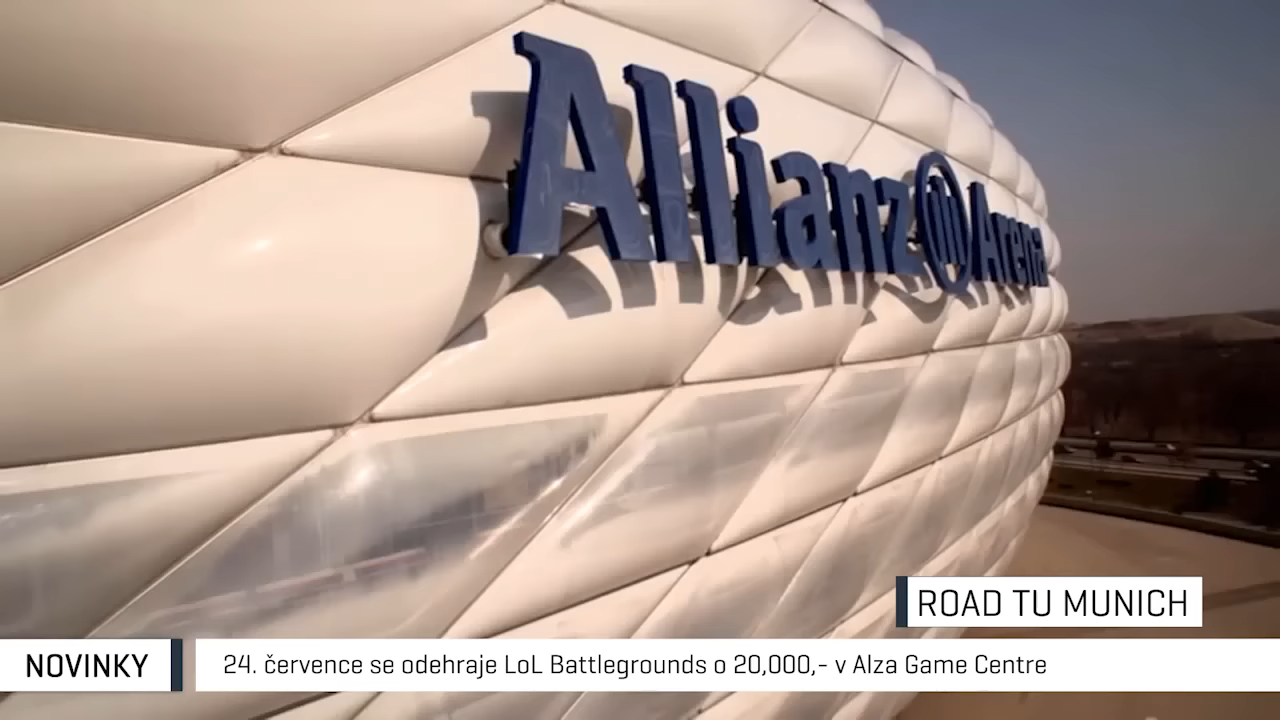 Allianz Arena
ROAD TU MUNICH
NOVINKY
24. července se odehraje LoL Battlegrounds o 20,000,- v Alza Game Centre